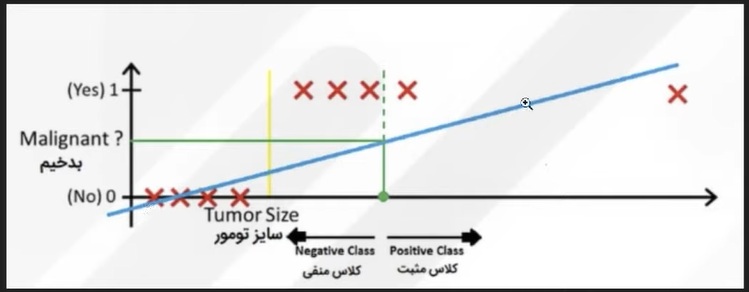 (Yes) 1
Malignant ?
بدخیم
(No) 0
Tumor Size
سایز تومور
Negative Class
کلاس منفی
Positive Class
کلاس مثبت